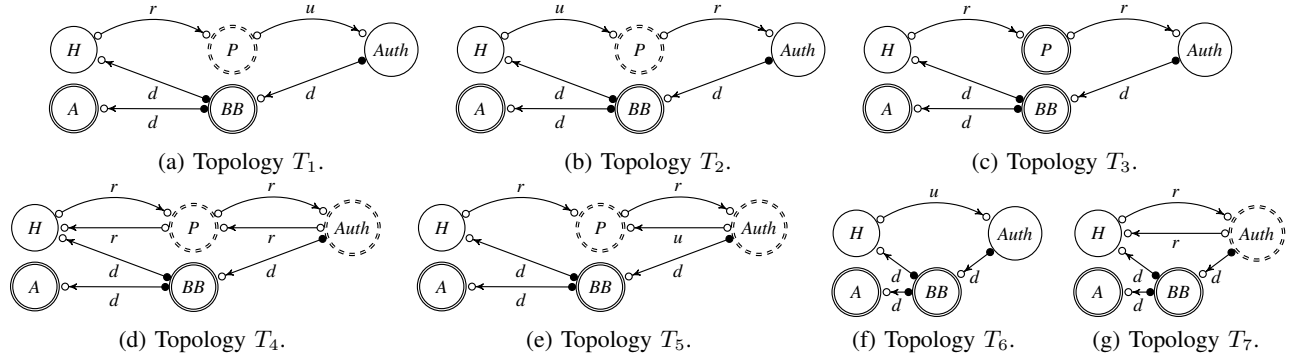 r u r u r r
H P Auth H P Auth H P Auth
d d d d d d
A BB A BB A BB
d d d
(a) Topology T₁. (b) Topology T₂. (c) Topology T₃.
r r r r u r
H P Auth H P Auth H Auth H Auth
r r u r
d d d d d d d d
A BB A BB A BB A BB
d d d d
(d) Topology T₄. (e) Topology T₅. (f) Topology T₆. (g) Topology T₇.